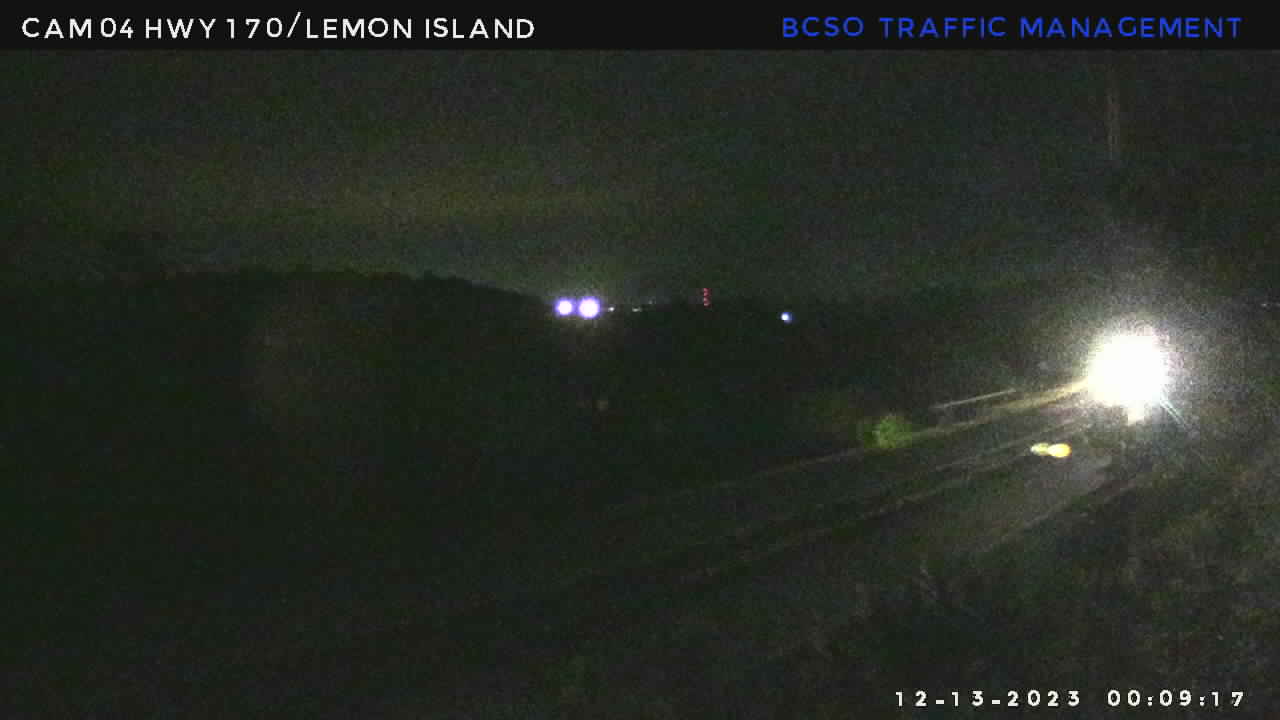 CAM04 HWY 170/LEMON ISLAND
BCSO TRAFFIC MANAGEMENT
12-13-2023 00:09:17